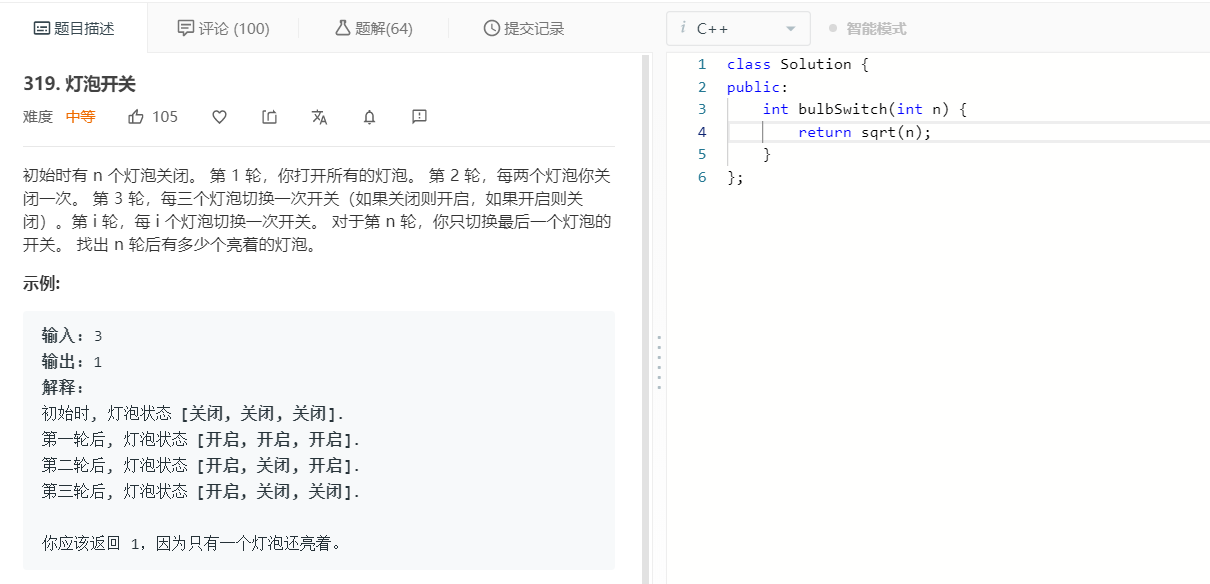 题目描述
评论 (100)
题解(64)
提交记录
i C++
智能模式
319. 灯泡开关
难度 中等 105
初始时有 n 个灯泡关闭。 第 1 轮，你打开所有的灯泡。 第 2 轮，每两个灯泡你关
闭一次。 第 3 轮，每三个灯泡切换一次开关（如果关闭则开启，如果开启则关
闭）。第 i 轮，每 i 个灯泡切换一次开关。 对于第 n 轮，你只切换最后一个灯泡的
开关。 找出 n 轮后有多少个亮着的灯泡。
示例:
输入: 3
输出: 1
解释:
初始时, 灯泡状态 [关闭, 关闭, 关闭].
第一轮后, 灯泡状态 [开启, 开启, 开启].
第二轮后, 灯泡状态 [开启, 关闭, 开启].
第三轮后, 灯泡状态 [开启, 关闭, 关闭].
你应该返回 1，因为只有一个灯泡还亮着。
1 class Solution {
2 public:
3 int bulbSwitch(int n) {
4 return sqrt(n);
5 }
6 };